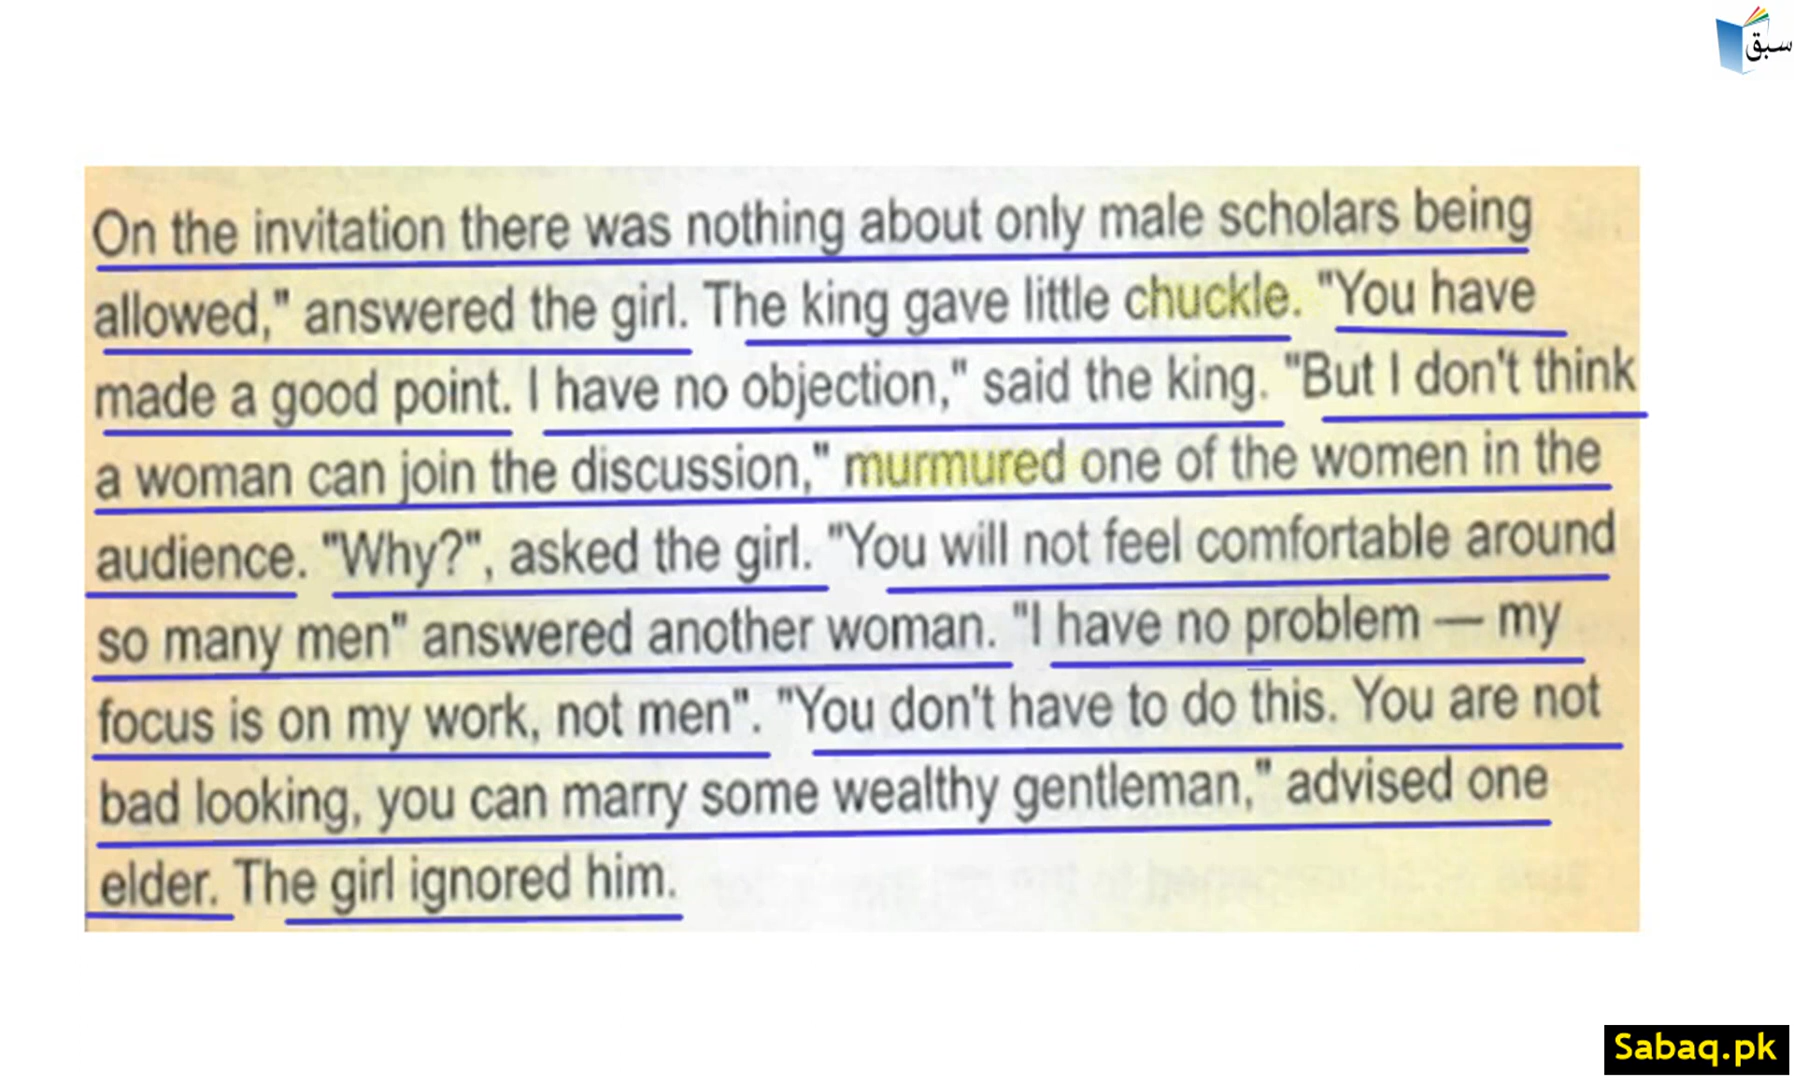 سبق
On the invitation there was nothing about only male scholars being
allowed," answered the girl. The king gave little chuckle. "You have
made a good point. I have no objection," said the king. "But I don't think
a woman can join the discussion," murmured one of the women in the
audience. "Why?", asked the girl. "You will not feel comfortable around
so many men" answered another woman. "I have no problem — my
focus is on my work, not men". "You don't have to do this. You are not
bad looking, you can marry some wealthy gentleman," advised one
elder. The girl ignored him.
Sabaq.pk